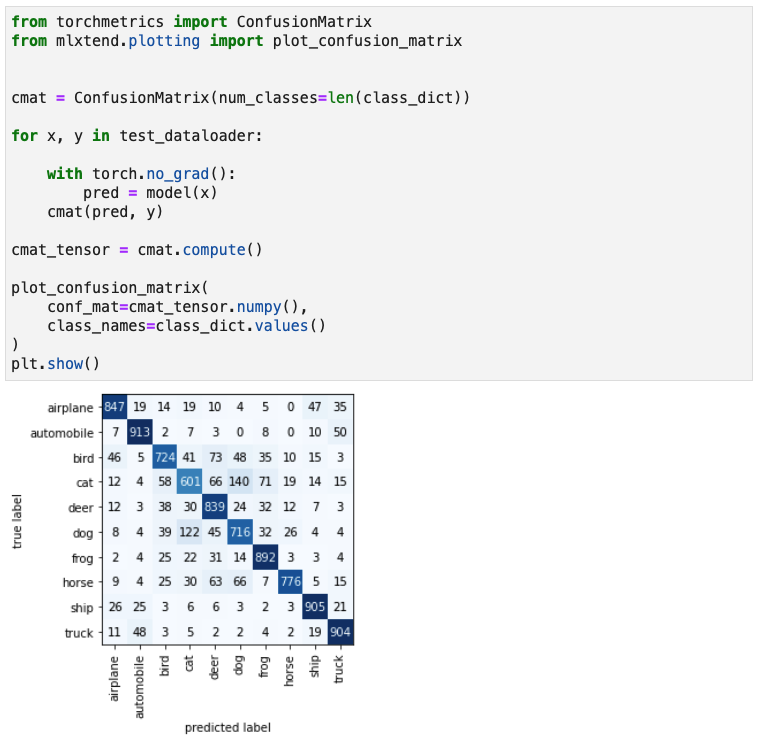 from torchmetrics import ConfusionMatrix
from mlxtend.plotting import plot_confusion_matrix
cmat = ConfusionMatrix(num_classes=len(class_dict))
for x, y in test_dataloader:
with torch.no_grad():
pred = model(x)
cmat(pred, y)
cmat_tensor = cmat.compute()
plot_confusion_matrix(
conf_mat=cmat_tensor.numpy(),
class_names=class_dict.values()
)
plt.show()
true label
airplane 847 19 14 19 10 4 5 0 47 35
automobile 7 913 2 7 3 0 8 0 10 50
bird 46 5 724 41 73 48 35 10 15 3
cat 12 4 58 601 66 140 71 19 14 15
deer 12 3 38 30 839 24 32 12 7 3
dog 8 4 39 122 45 716 32 26 4 4
frog 2 4 25 22 31 14 892 3 3 4
horse 9 4 25 30 63 66 7 776 5 15
ship 26 25 3 6 6 3 2 3 905 21
truck 11 48 3 5 2 2 4 2 19 904
airplane automobile bird cat deer dog frog horse ship truck
predicted label